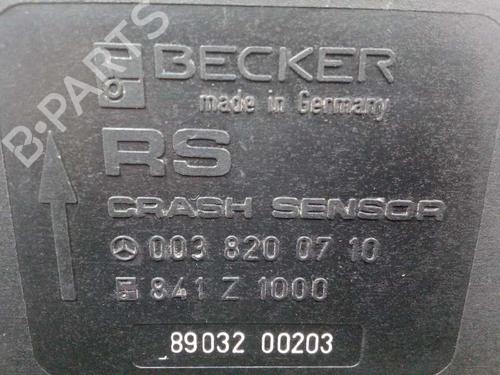 BECKER
made in Germany
RS
CRASH SENSOR
003 820 07 10
841 Z 1000
89032 00203
B-PARTS